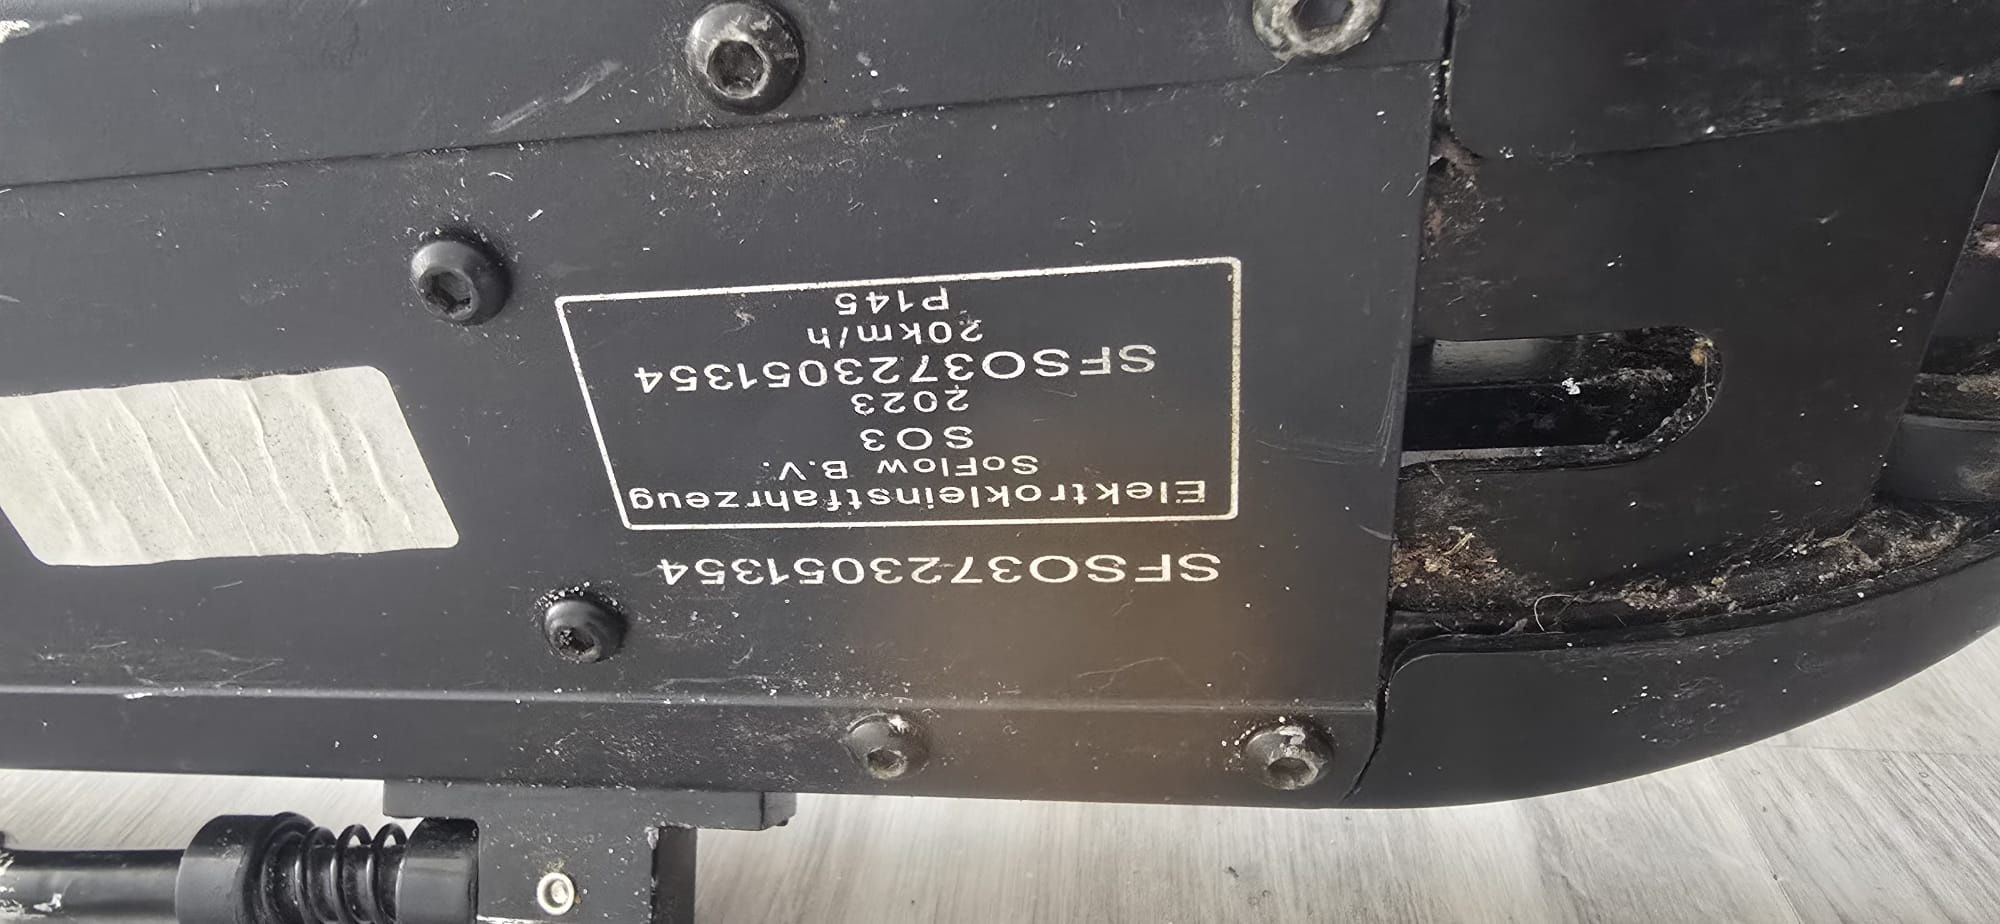 SFSO3723051354
Elektrokleinstfahrzeug
SoFlow B.V.
SO3
2023
SFSO3723051354
20km/h
P145